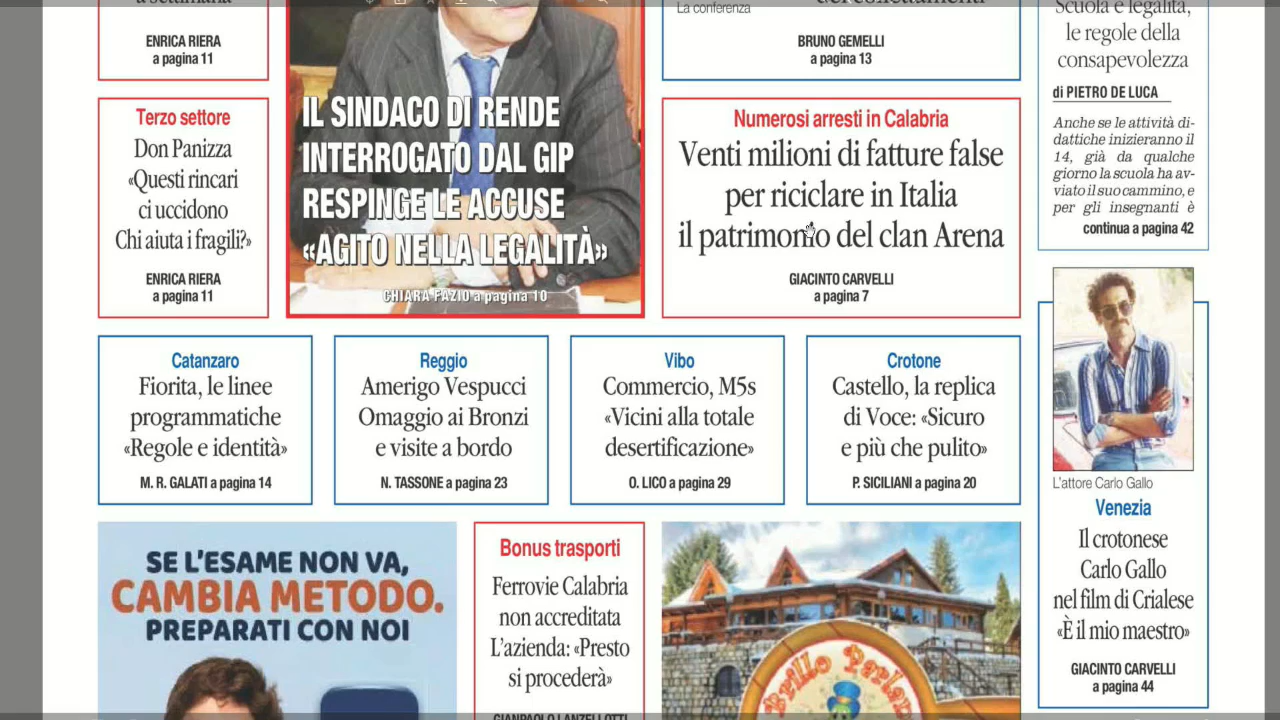 a settimana
ENRICA RIERA
a pagina 11
Terzo settore
Don Panizza
«Questi rincari
ci uccidono
Chi aiuta i fragili?»
ENRICA RIERA
a pagina 11
IL SINDACO DI RENDE
INTERROGATO DAL GIP
RESPINGE LE ACCUSE
«AGITO NELLA LEGALITÀ»
CHIARA FAZIO a pagina 10
La conferenza
BRUNO GEMELLI
a pagina 13
Numerosi arresti in Calabria
Venti milioni di fatture false
per riciclare in Italia
il patrimonio del clan Arena
GIACINTO CARVELLI
a pagina 7
Scuola e legalità,
le regole della
consapevolezza
di PIETRO DE LUCA
Anche se le attività di-
dattiche inizieranno il
14, già da qualche
giorno la scuola ha av-
viato il suo cammino, e
per gli insegnanti è
continua a pagina 42
Catanzaro
Fiorita, le linee
programmatiche
«Regole e identità»
M. R. GALATI a pagina 14
Reggio
Amerigo Vespucci
Omaggio ai Bronzi
e visite a bordo
N. TASSONE a pagina 23
Vibo
Commercio, M5s
«Vicini alla totale
desertificazione»
O. LICO a pagina 29
Crotone
Castello, la replica
di Voce: «Sicuro
e più che pulito»
P. SICILIANI a pagina 20
L'attore Carlo Gallo
Venezia
Il crotonese
Carlo Gallo
nel film di Crialese
«È il mio maestro»
GIACINTO CARVELLI
a pagina 44
SE L'ESAME NON VA,
CAMBIA METODO.
PREPARATI CON NOI
Bonus trasporti
Ferrovie Calabria
non accreditata
L'azienda: «Presto
si procederà»
GIANPAOLO LANZELLOTTI
Brillo Parlante